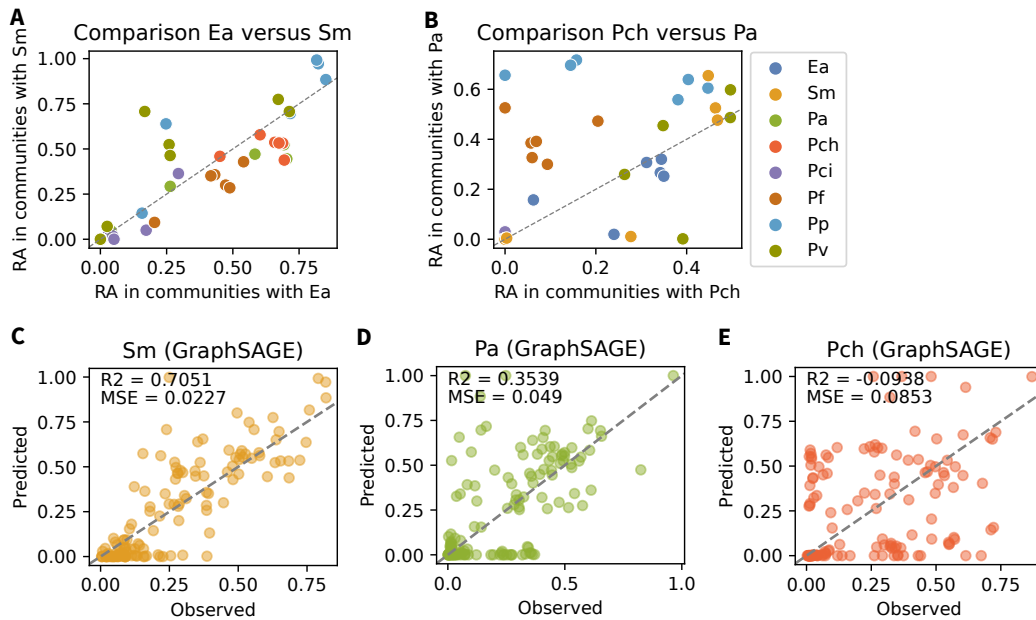 A
Comparison Ea versus Sm
RA in communities with Sm
1.00
0.75
0.50
0.25
0.00
0.00 0.25 0.50 0.75
RA in communities with Ea
B
Comparison Pch versus Pa
RA in communities with Pa
0.6
0.4
0.2
0.0
0.0 0.2 0.4
RA in communities with Pch
Ea
Sm
Pa
Pch
Pci
Pf
Pp
Pv
C
Sm (GraphSAGE)
R2 = 0.7051
MSE = 0.0227
Predicted
1.00
0.75
0.50
0.25
0.00
0.00 0.25 0.50 0.75
Observed
D
Pa (GraphSAGE)
R2 = 0.3539
MSE = 0.049
Predicted
1.00
0.75
0.50
0.25
0.00
0.0 0.5 1.0
Observed
E
Pch (GraphSAGE)
R2 = -0.0938
MSE = 0.0853
Predicted
1.00
0.75
0.50
0.25
0.00
0.00 0.25 0.50 0.75
Observed